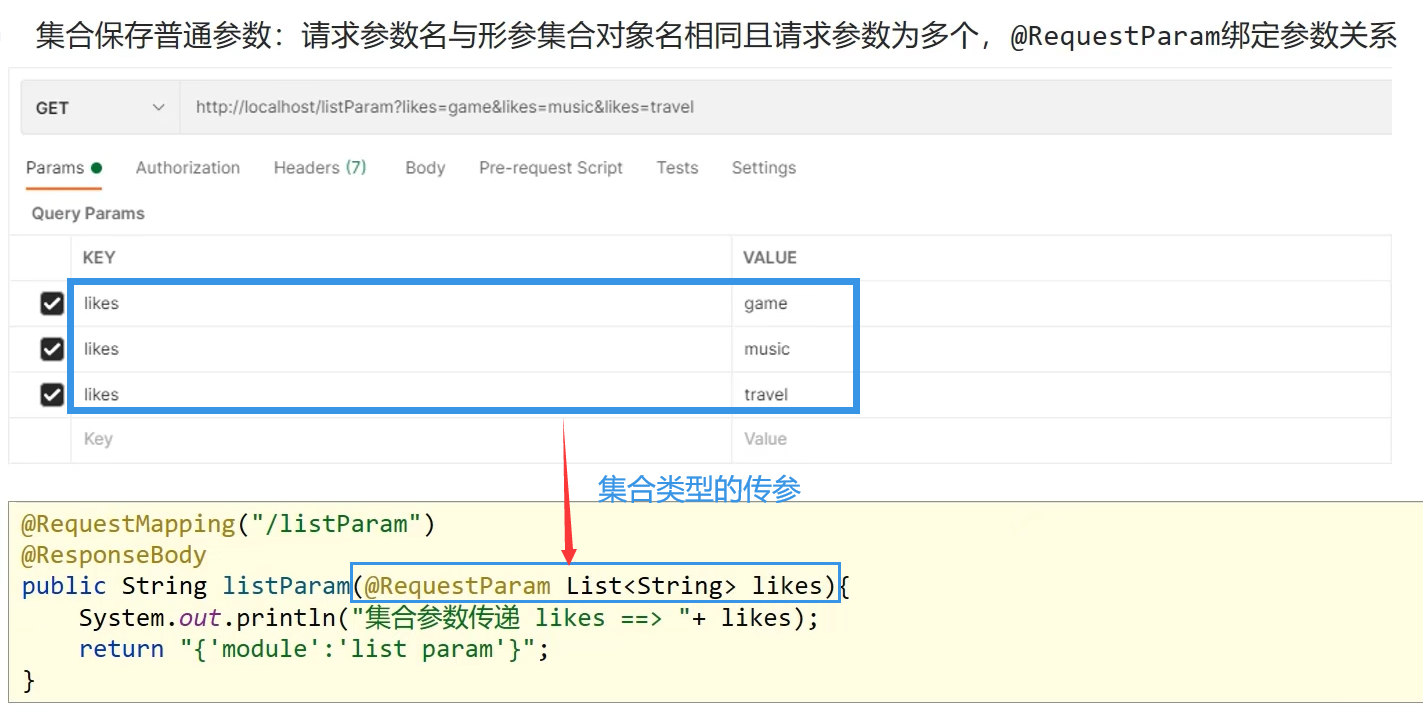 集合保存普通参数：请求参数名与形参集合对象名相同且请求参数为多个，@RequestParam绑定参数关系
GET http://localhost/listParam?likes=game&likes=music&likes=travel
Params Authorization Headers (7) Body Pre-request Script Tests Settings
Query Params
KEY VALUE
likes game
likes music
likes travel
Key Value
集合类型的传参
@RequestMapping("/listParam")
@ResponseBody
public String listParam(@RequestParam List<String> likes){
    System.out.println("集合参数传递 likes ==> "+ likes);
    return "{'module':'list param'}";
}